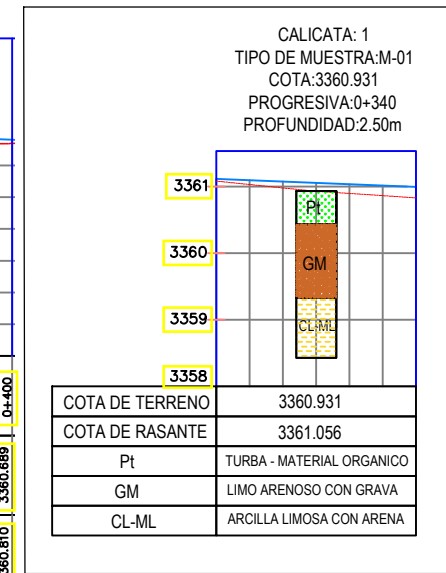 CALICATA: 1
TIPO DE MUESTRA:M-01
COTA:3360.931
PROGRESIVA:0+340
PROFUNDIDAD:2.50m
3361
Pt
3360
GM
3359
CL-ML
3358
COTA DE TERRENO 3360.931
COTA DE RASANTE 3361.056
Pt TURBA - MATERIAL ORGANICO
GM LIMO ARENOSO CON GRAVA
CL-ML ARCILLA LIMOSA CON ARENA
0+400
3360.689
360.810